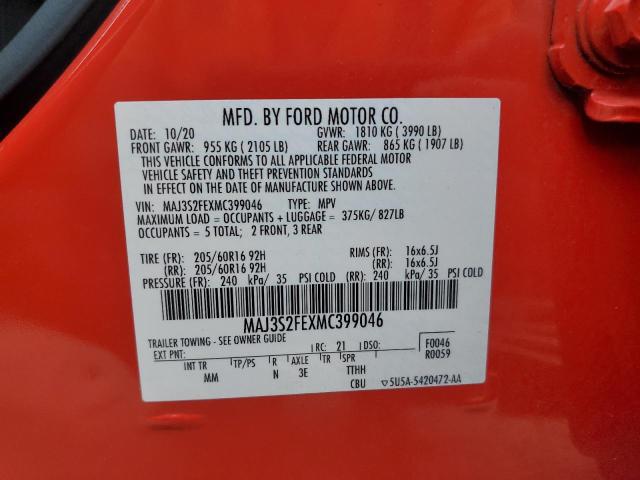 MFD. BY FORD MOTOR CO.
10/20 GVWR: 1810 KG ( 3990 LB)
FRONT GAWR: 955 KG ( 2105 LB) REAR GAWR: 865 KG ( 1907 LB)
THIS VEHICLE CONFORMS TO ALL APPLICABLE FEDERAL MOTOR
VEHICLE SAFETY AND THEFT PREVENTION STANDARDS
IN EFFECT ON THE DATE OF MANUFACTURE SHOWN ABOVE.
VIN: MAJ3S2FEXMC399046 TYPE: MPV
MAXIMUM LOAD = OCCUPANTS + LUGGAGE = 375KG/ 827LB
OCCUPANTS = 5 TOTAL; 2 FRONT, 3 REAR
TIRE (FR): 205/60R16 92H RIMS (FR): 16x6.5J
(RR): 205/60R16 92H (RR): 16x6.5J
PRESSURE (FR): 240 kPa/ 35 PSI COLD (RR): 240 kPa/ 35 PSI COLD
MAJ3S2FEXMC399046
TRAILER TOWING - SEE OWNER GUIDE F0046
EXT PNT: RC: 21 DSO: R0059
INT TR TP/PS R AXLE TR SPR
MM N 3E TTHH
CBU 5U5A-5420472-AA